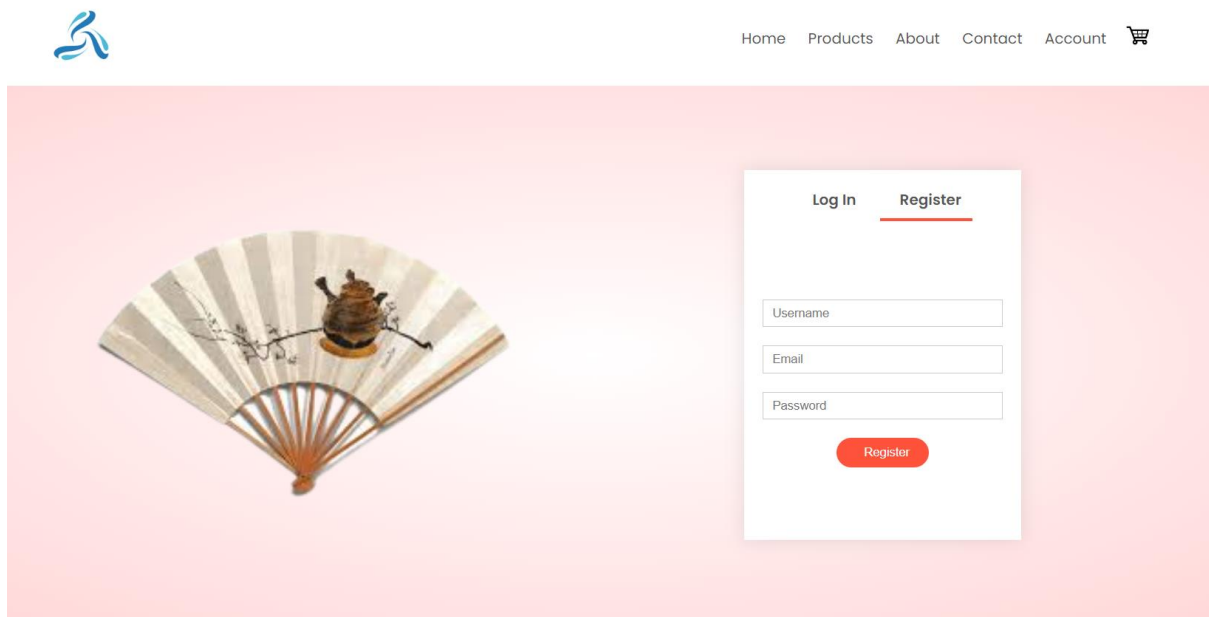 Home Products About Contact Account
Log In Register
Username
Email
Password
Register